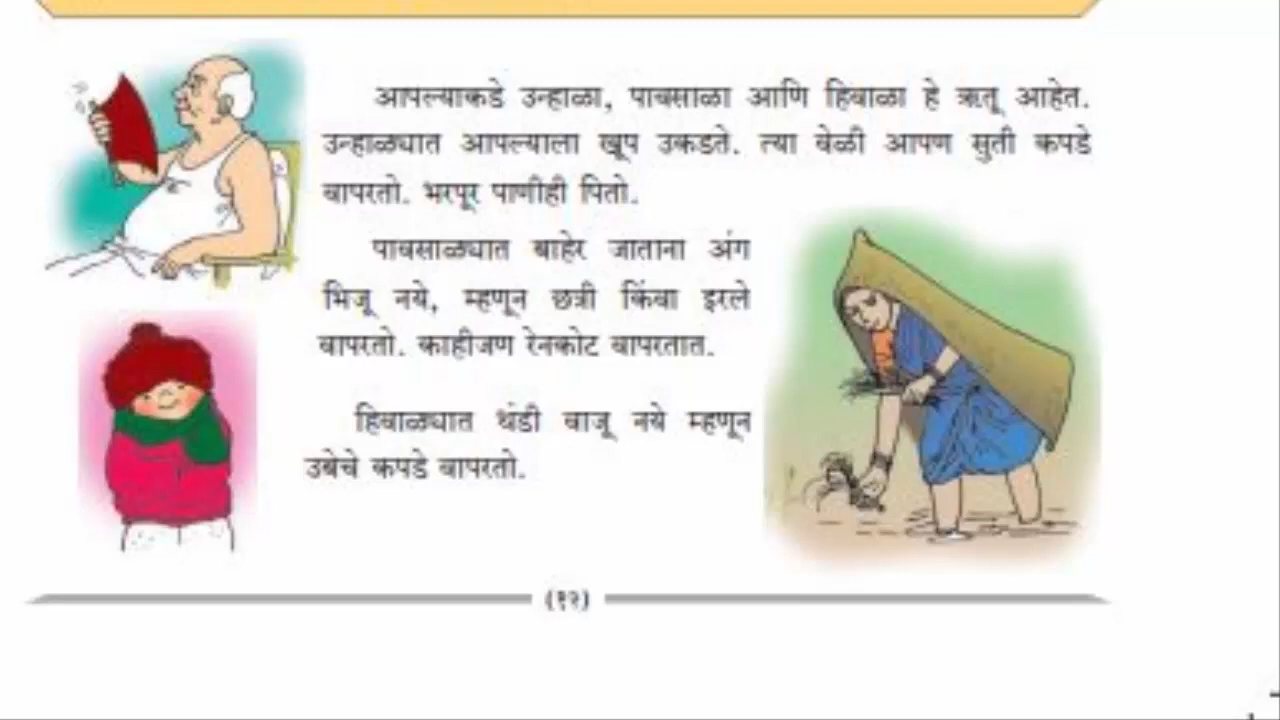 आपल्याकडे उन्हाळा, पावसाळा आणि हिवाळा हे ऋतू आहेत.
उन्हाळ्यात आपल्याला खूप उकडते. त्या वेळी आपण सुती कपडे
वापरतो. भरपूर पाणीही पितो.
पावसाळ्यात बाहेर जाताना अंग
भिजू नये, म्हणून छत्री किंवा इरले
वापरतो. काहीजण रेनकोट वापरतात.
हिवाळ्यात थंडी वाजू नये म्हणून
उबेचे कपडे वापरतो.
(१२)